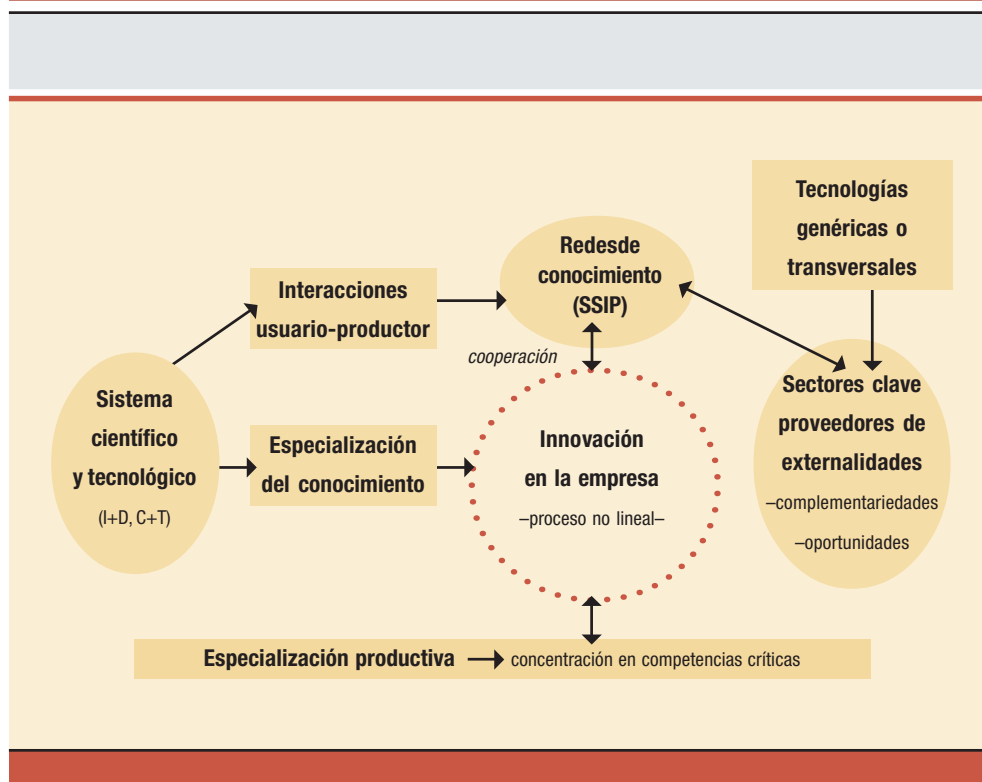 Tecnologías
genéricas o
transversales
Redesde
conocimiento
(SSIP)
Interacciones
usuario-productor
cooperación
Sistema
científico
y tecnológico
(I+D, C+T)
Especialización
del conocimiento
Innovación
en la empresa
–proceso no lineal–
Sectores clave
proveedores de
externalidades
–complementariedades
–oportunidades
Especialización productiva
concentración en competencias críticas